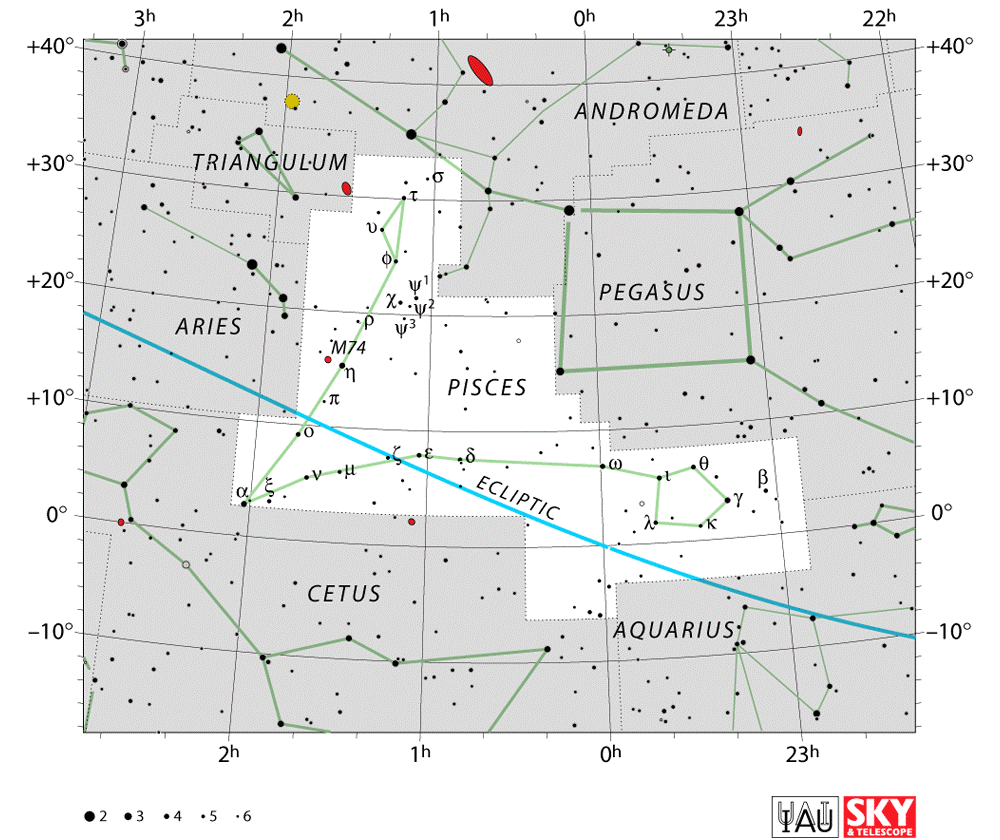 3h 2h 1h 0h 23h 22h
+40° +40°
ANDROMEDA
+30° TRIANGULUM +30°
σ
τ
υ
ϕ
+20° ψ1 PEGASUS +20°
χ ψ2
ρ ψ3
ARIES
M74
η PISCES
π
+10° +10°
ο
ζ ε δ ω ι θ β
ν μ
α ξ ECLIPTIC γ
0° λ κ 0°
CETUS
−10° AQUARIUS −10°
2h 1h 0h 23h
2 3 4 5 6
IAU SKY
& TELESCOPE